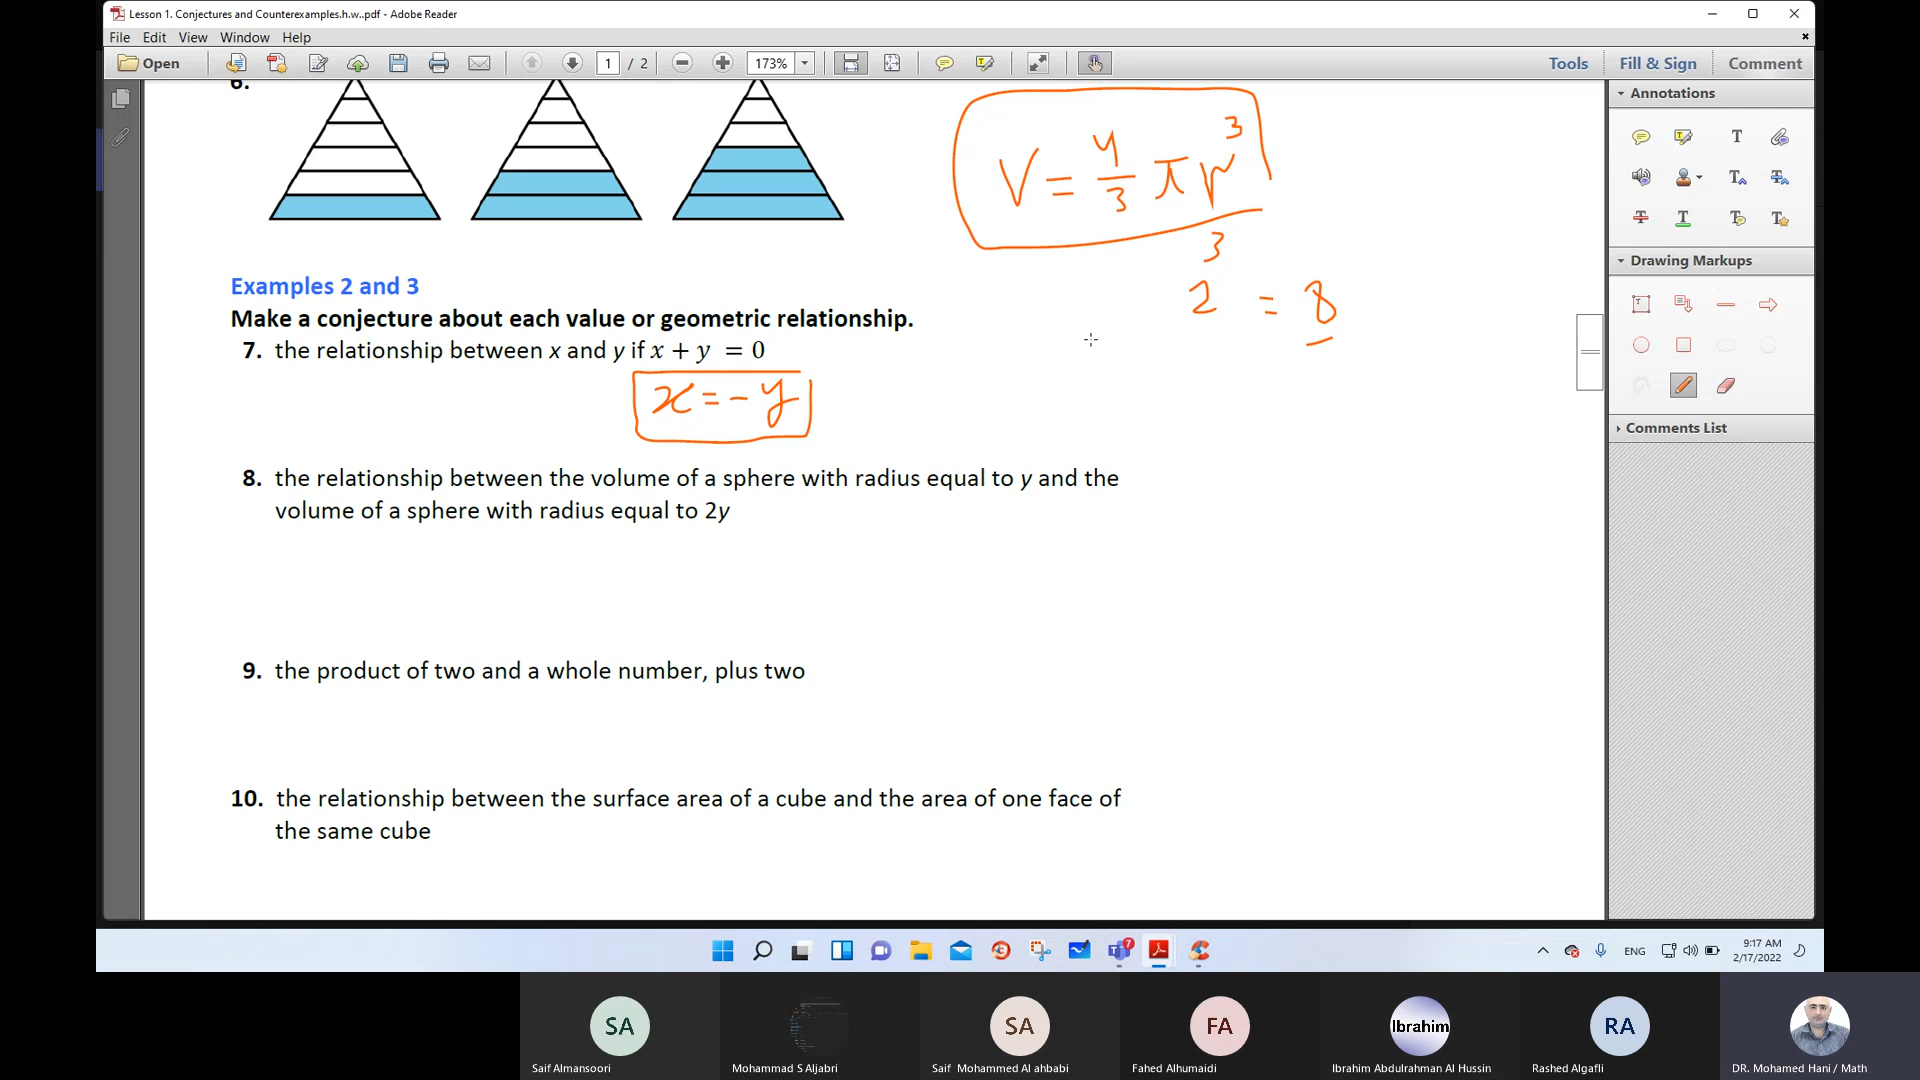 Lesson 1. Conjectures and Counterexamples.h.w..pdf - Adobe Reader
File Edit View Window Help
Open 1 / 2 173% Tools Fill & Sign Comment
Annotations
Drawing Markups
Comments List
6.
V = 4/3 π r³
2³ = 8
Examples 2 and 3
Make a conjecture about each value or geometric relationship.
7. the relationship between x and y if x + y = 0
x = - y
8. the relationship between the volume of a sphere with radius equal to y and the
volume of a sphere with radius equal to 2y
9. the product of two and a whole number, plus two
10. the relationship between the surface area of a cube and the area of one face of
the same cube
7
ENG
9:17 AM
2/17/2022
SA SA FA Ibrahim RA
Saif Almansoori Mohammad S Aljabri Saif Mohammed Al ahbabi Fahed Alhumaidi Ibrahim Abdulrahman Al Hussin Rashed Algafli DR. Mohamed Hani / Math